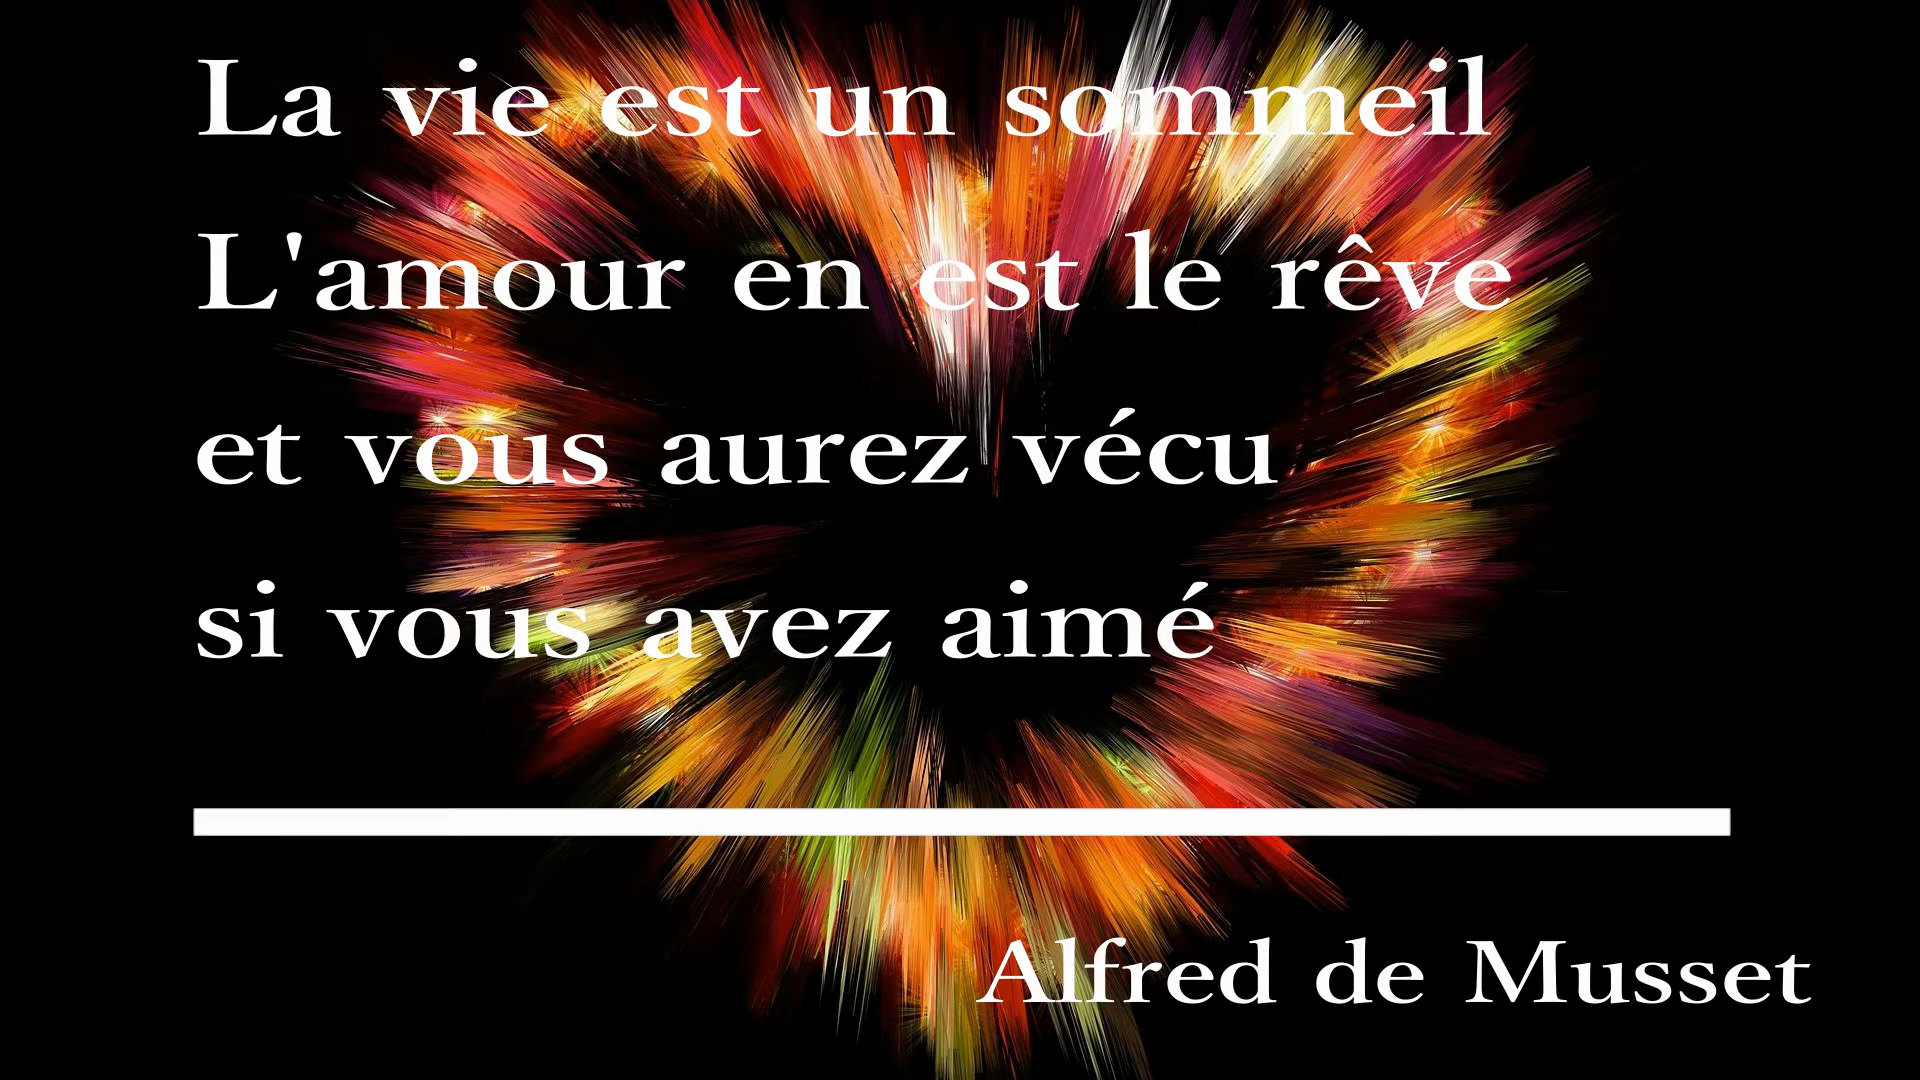 La vie est un sommeil
L'amour en est le rêve
et vous aurez vécu
si vous avez aimé
Alfred de Musset